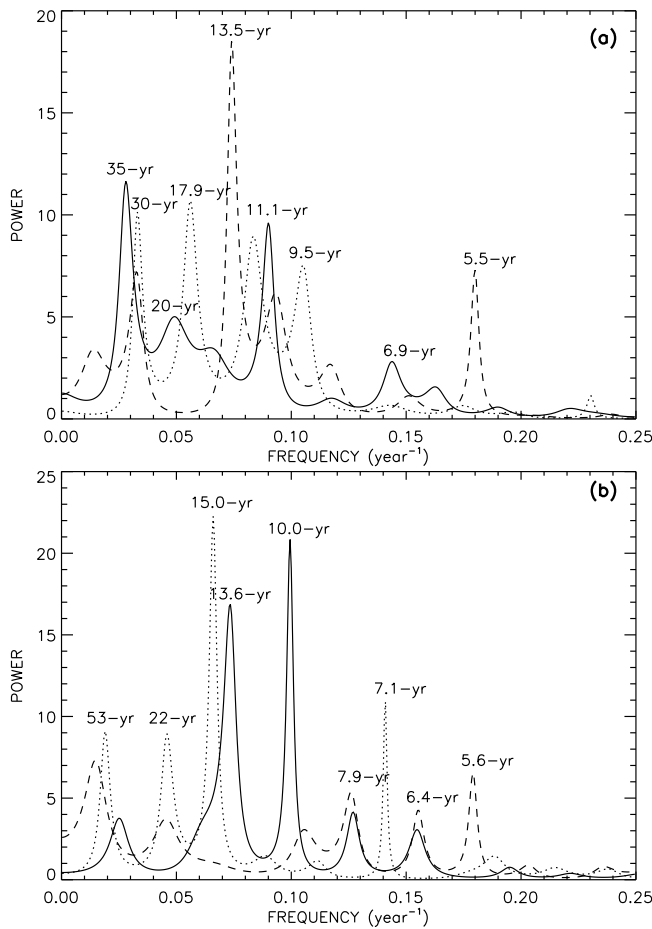 20
(a)
13.5-yr
15
35-yr
17.9-yr
30-yr
11.1-yr
10
POWER
9.5-yr
5.5-yr
20-yr
5
6.9-yr
0
0.00 0.05 0.10 0.15 0.20 0.25
FREQUENCY (year⁻¹)
25
(b)
15.0-yr
10.0-yr
20
13.6-yr
15
POWER
7.1-yr
53-yr 22-yr
10
5.6-yr
7.9-yr
6.4-yr
5
0
0.00 0.05 0.10 0.15 0.20 0.25
FREQUENCY (year⁻¹)